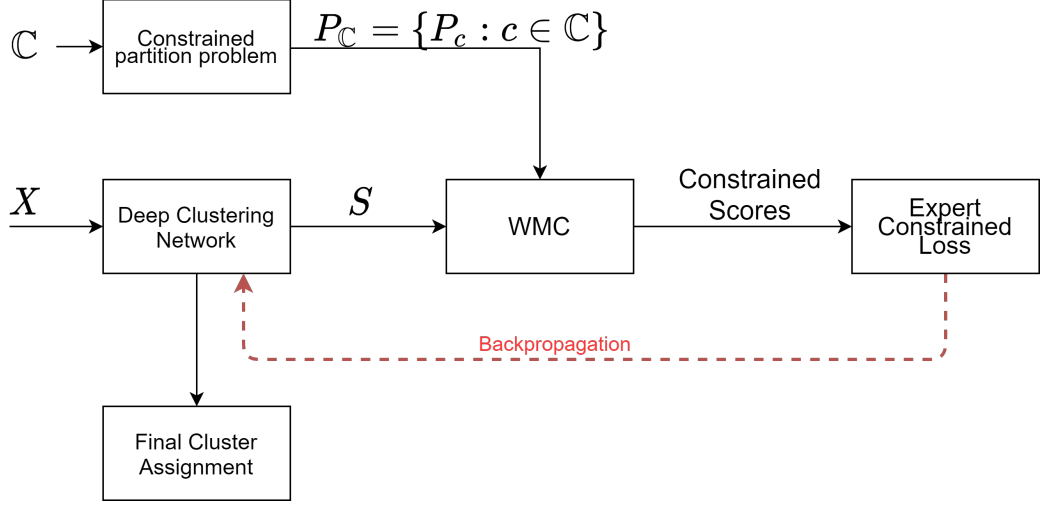 ℂ
Constrained
partition problem
P_ℂ = {P_c : c ∈ ℂ}
X
Deep Clustering
Network
S
WMC
Constrained
Scores
Expert
Constrained
Loss
Backpropagation
Final Cluster
Assignment